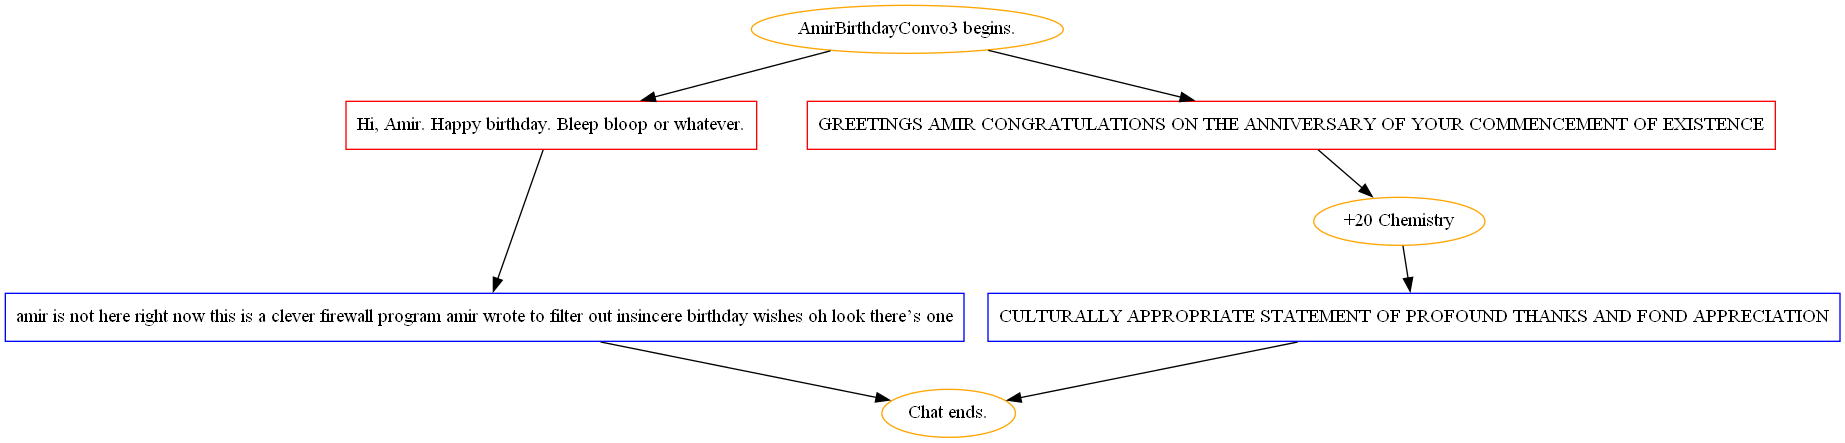 AmirBirthdayConvo3 begins.
Hi, Amir. Happy birthday. Bleep bloop or whatever.
GREETINGS AMIR CONGRATULATIONS ON THE ANNIVERSARY OF YOUR COMMENCEMENT OF EXISTENCE
+20 Chemistry
amir is not here right now this is a clever firewall program amir wrote to filter out insincere birthday wishes oh look there’s one
CULTURALLY APPROPRIATE STATEMENT OF PROFOUND THANKS AND FOND APPRECIATION
Chat ends.